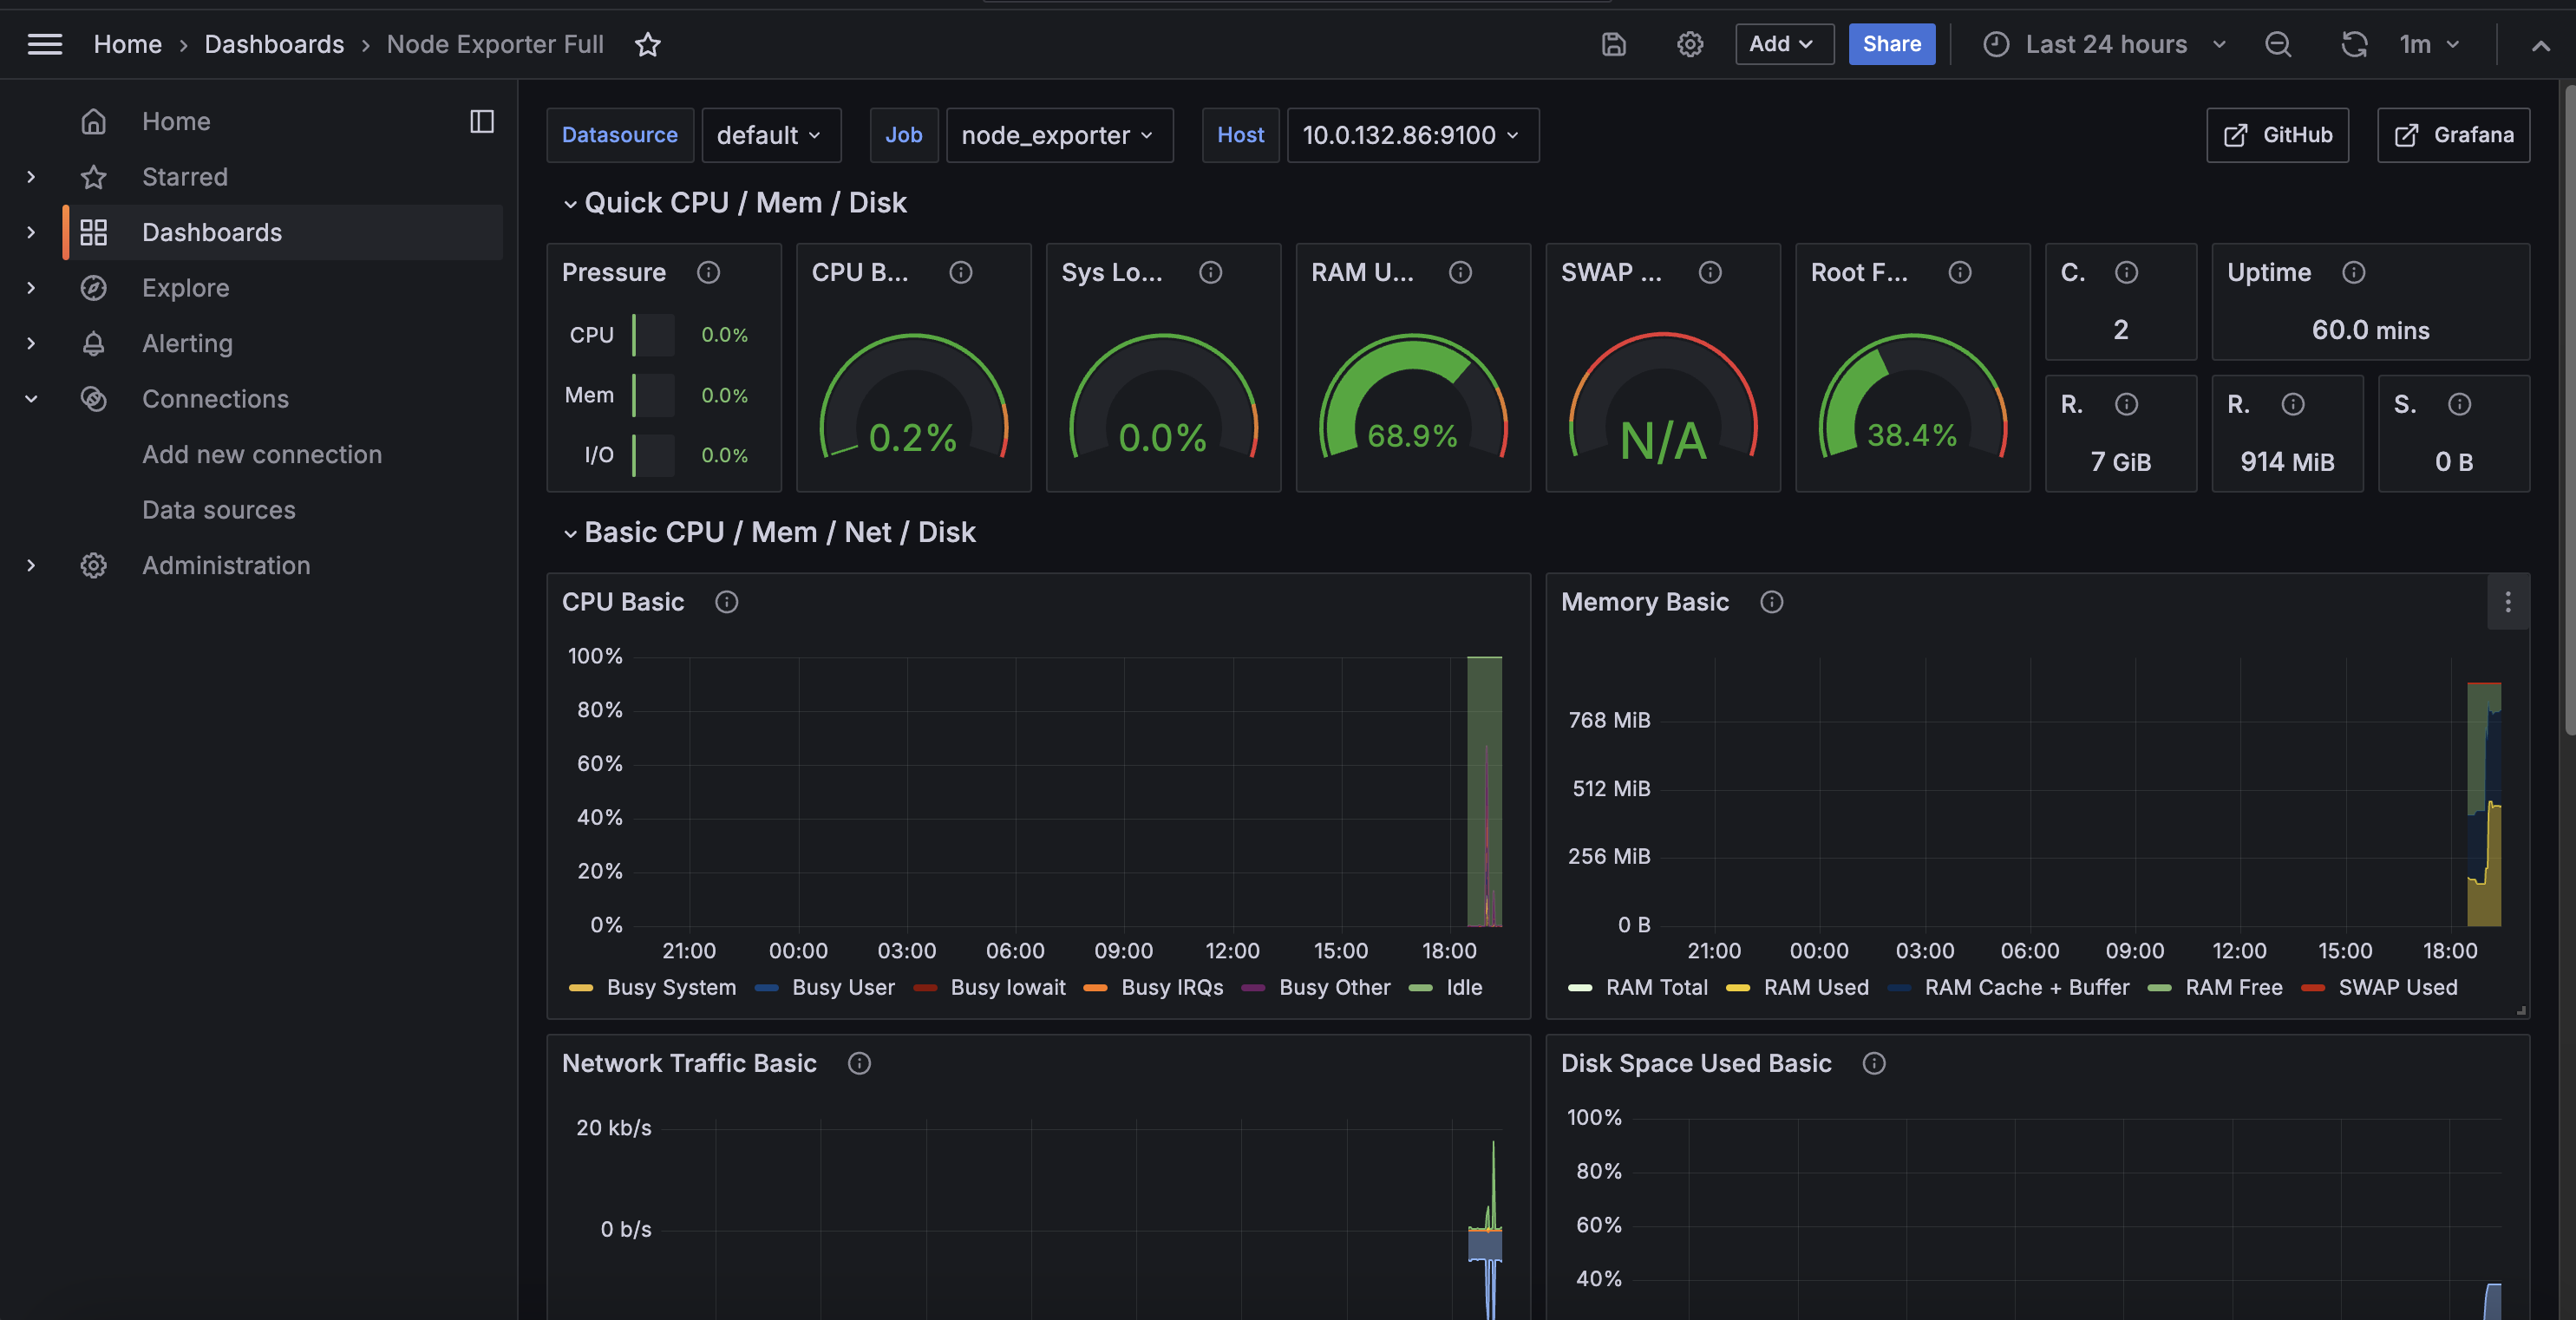 Home › Dashboards › Node Exporter Full
Add
Share
Last 24 hours
1m
Home
Starred
Dashboards
Explore
Alerting
Connections
Add new connection
Data sources
Administration
Datasource default Job node_exporter Host 10.0.132.86:9100
GitHub
Grafana
Quick CPU / Mem / Disk
Pressure
CPU 0.0%
Mem 0.0%
I/O 0.0%
CPU B...
0.2%
Sys Lo...
0.0%
RAM U...
68.9%
SWAP ...
N/A
Root F...
38.4%
C.
2
Uptime
60.0 mins
R.
7 GiB
R.
914 MiB
S.
0 B
Basic CPU / Mem / Net / Disk
CPU Basic
100%
80%
60%
40%
20%
0%
21:00 00:00 03:00 06:00 09:00 12:00 15:00 18:00
Busy System Busy User Busy Iowait Busy IRQs Busy Other Idle
Memory Basic
768 MiB
512 MiB
256 MiB
0 B
21:00 00:00 03:00 06:00 09:00 12:00 15:00 18:00
RAM Total RAM Used RAM Cache + Buffer RAM Free SWAP Used
Network Traffic Basic
20 kb/s
0 b/s
Disk Space Used Basic
100%
80%
60%
40%